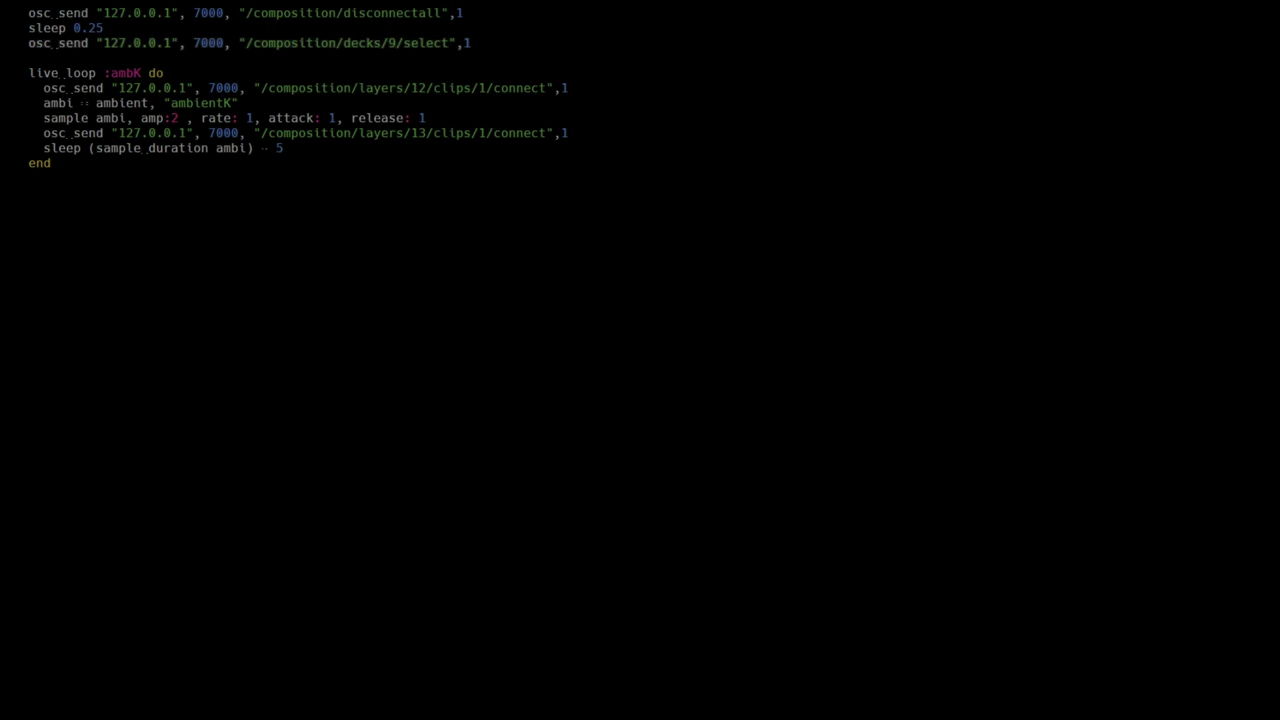 osc_send "127.0.0.1", 7000, "/composition/disconnectall",1
sleep 0.25
osc_send "127.0.0.1", 7000, "/composition/decks/9/select",1
live_loop :ambK do
osc_send "127.0.0.1", 7000, "/composition/layers/12/clips/1/connect",1
ambi = ambient, "ambientK"
sample ambi, amp:2 , rate: 1, attack: 1, release: 1
osc_send "127.0.0.1", 7000, "/composition/layers/13/clips/1/connect",1
sleep (sample_duration ambi) - 5
end